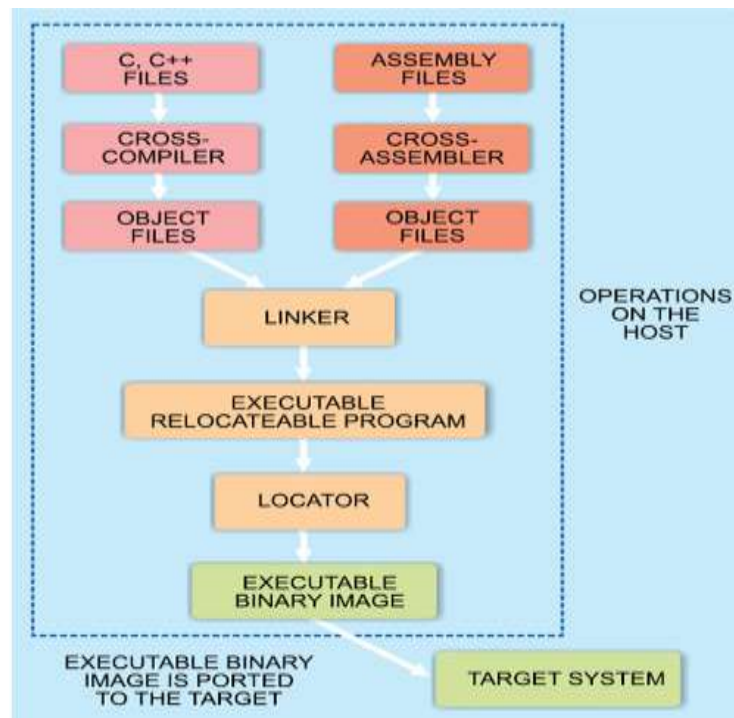 C, C++
FILES
ASSEMBLY
FILES
CROSS-
COMPILER
CROSS-
ASSEMBLER
OBJECT
FILES
OBJECT
FILES
LINKER
OPERATIONS
ON THE
HOST
EXECUTABLE
RELOCATEABLE PROGRAM
LOCATOR
EXECUTABLE
BINARY IMAGE
EXECUTABLE BINARY
IMAGE IS PORTED
TO THE TARGET
TARGET SYSTEM